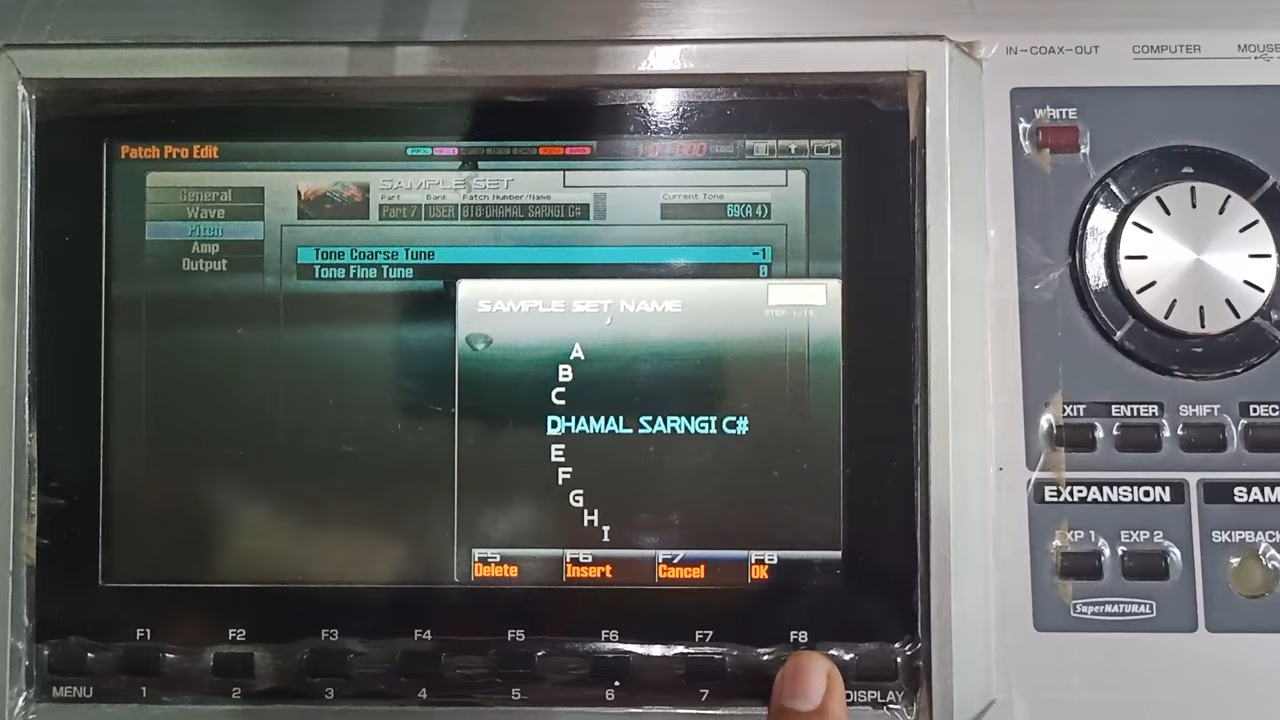 IN-COAX-OUT
COMPUTER
MOUSE
WRITE
Patch Pro Edit
SAMPLE SET
General
Wave
Pitch
Amp
Output
Part
Bank
Patch Number/Name
Part 7
USER
018:DHAMAL SARNGI C#
Current Tone
69(A 4)
Tone Coarse Tune -1
Tone Fine Tune 0
SAMPLE SET NAME
A
B
C
DHAMAL SARNGI C#
E
F
G
H
I
F5 Delete
F6 Insert
F7 Cancel
F8 OK
EXIT
ENTER
SHIFT
DEC
EXPANSION
EXP 1
EXP 2
SuperNATURAL
SAM
SKIPBACK
F1
F2
F3
F4
F5
F6
F7
F8
MENU
1
2
3
4
5
6
7
DISPLAY